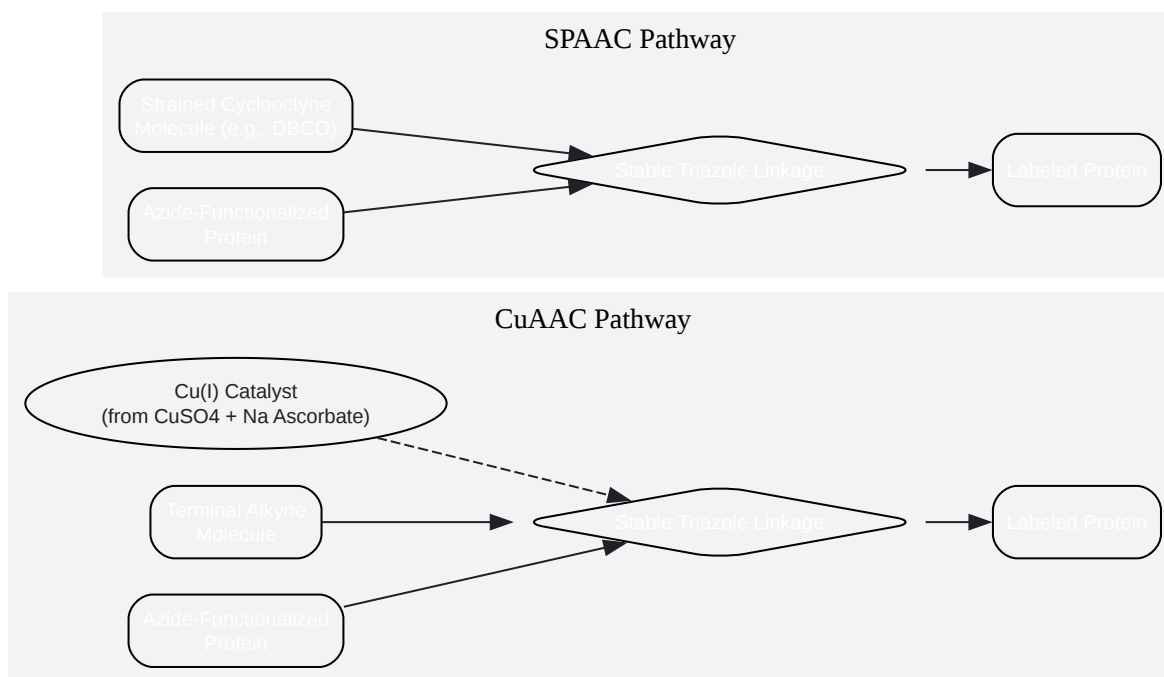 SPAAC Pathway
Strained Cyclooctyne
Molecule (e.g., DBCO)
Azide-Functionalized
Protein
Stable Triazole Linkage
Labeled Protein
CuAAC Pathway
Cu(I) Catalyst
(from CuSO4 + Na Ascorbate)
Terminal Alkyne
Molecule
Azide-Functionalized
Protein
Stable Triazole Linkage
Labeled Protein